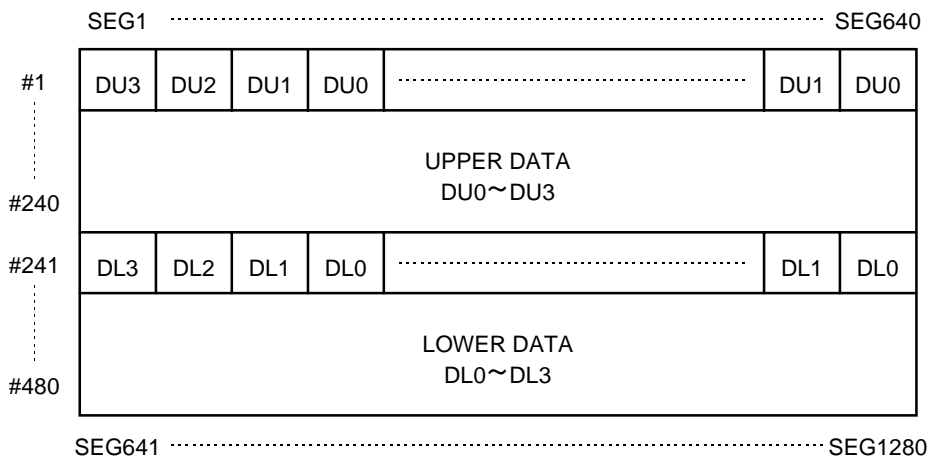 SEG1 SEG640
#1 DU3 DU2 DU1 DU0 DU1 DU0
UPPER DATA
DU0~DU3
#240
#241 DL3 DL2 DL1 DL0 DL1 DL0
LOWER DATA
DL0~DL3
#480
SEG641 SEG1280